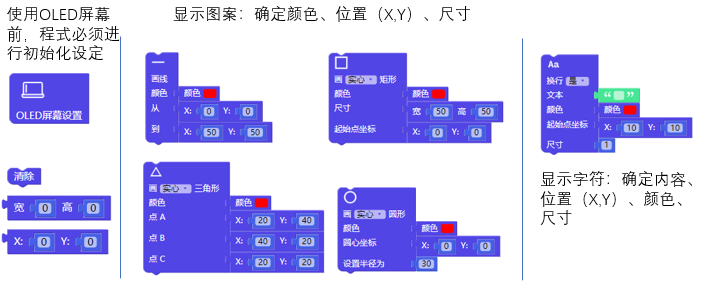 使用OLED屏幕
前，程式必须进
行初始化设定
OLED屏幕设置
清除
宽 0 高 0
X: 0 Y: 0
显示图案：确定颜色、位置（X,Y）、尺寸
画线
颜色 颜色
从 X: 0 Y: 0
到 X: 50 Y: 50
画 实心 矩形
颜色 颜色
尺寸 宽 50 高 50
起始点坐标 X: 0 Y: 0
画 实心 三角形
颜色 颜色
点 A X: 20 Y: 40
点 B X: 40 Y: 20
点 C X: 20 Y: 20
画 实心 圆形
颜色 颜色
圆心坐标 X: 0 Y: 0
设置半径为 30
Aa
换行 是
文本 “ ”
颜色 颜色
起始点坐标 X: 10 Y: 10
尺寸 1
显示字符：确定内容、
位置（X,Y）、颜色、
尺寸